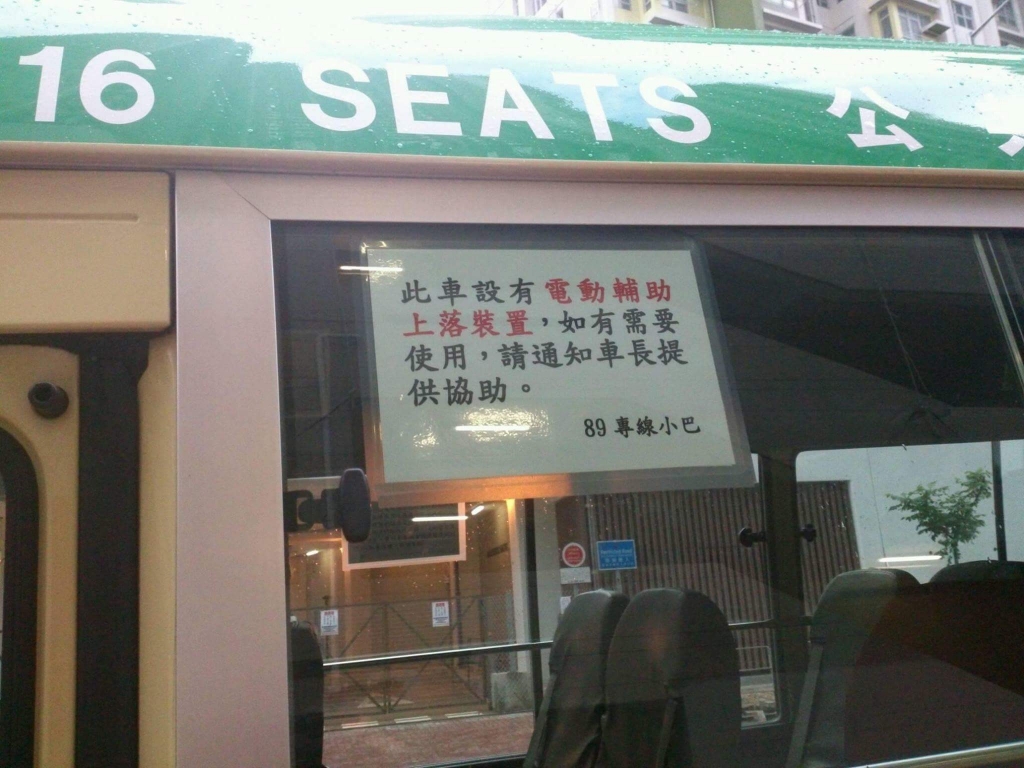 16 SEATS 公
此車設有電動輔助
上落裝置，如有需要
使用，請通知車長提
供協助。
89 專線小巴